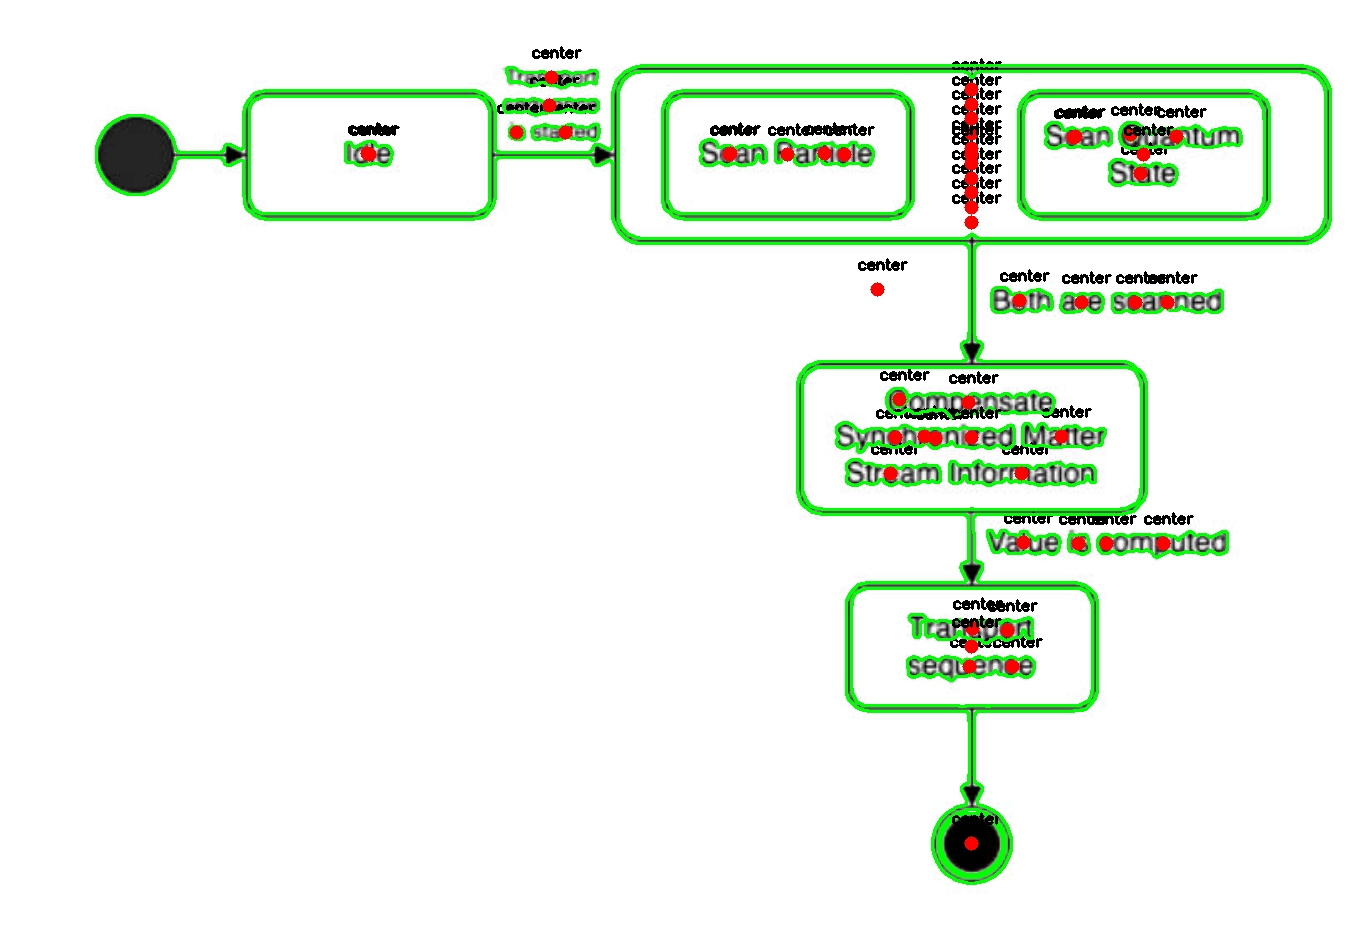 center
Transport
center center
started
center
Idle
center center center
Scan Particle
center
center
center
center
center
center
center
center
center
center
center center center
Scan Quantum
center
center
State
center
center center center center
Both are scanned
center center
Compensate
center center center
Synchronized Matter
center center
Stream Information
center center center center
Value is computed
center center
Transport
center
center center
sequence
center